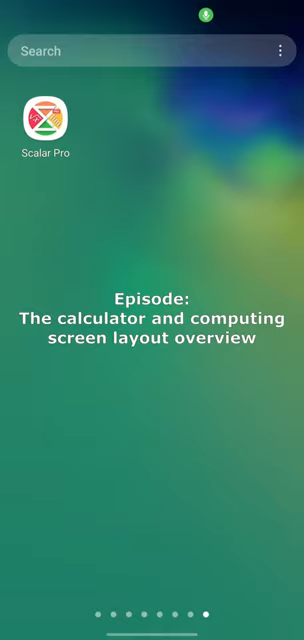 Search
Scalar Pro
Episode:
The calculator and computing
screen layout overview